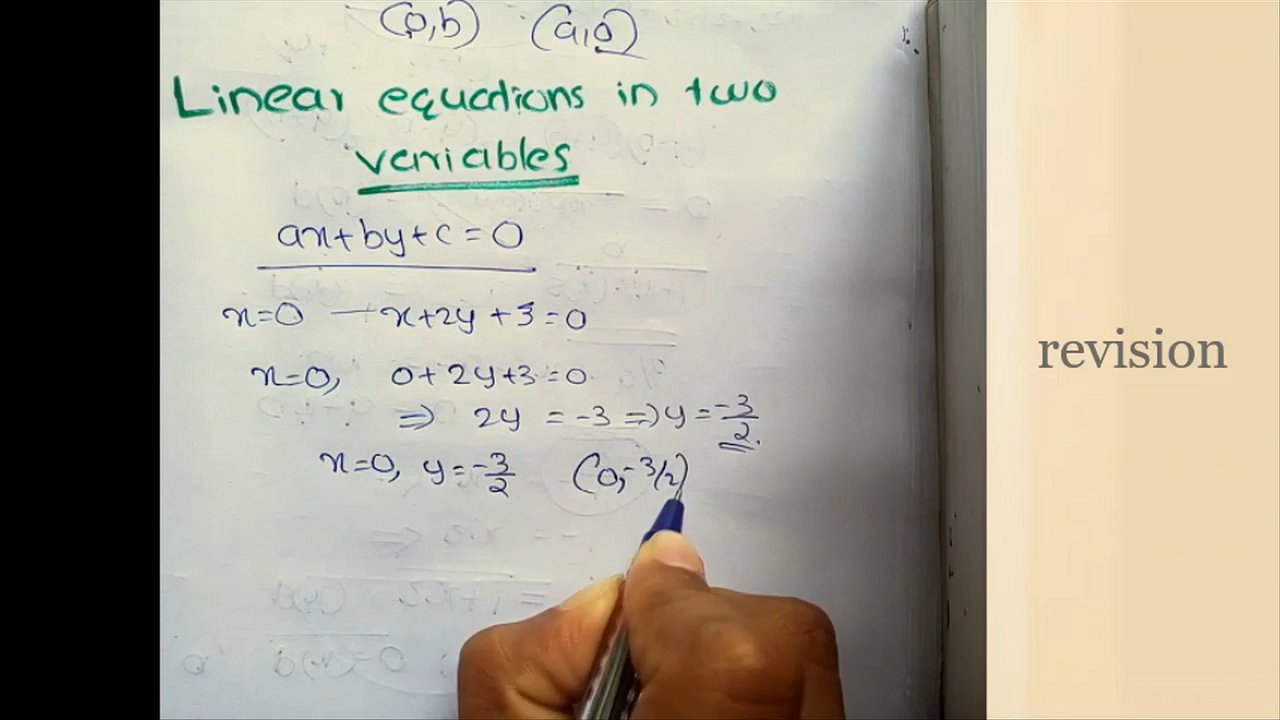 (0,b) (a,0)
Linear equations in two
variables
ax+by+c=0
x=0 — x+2y+3=0
x=0, 0+2y+3=0
⇒ 2y = -3 ⇒ y = -3/2.
x=0, y=-3/2 (0,-3/2)
revision